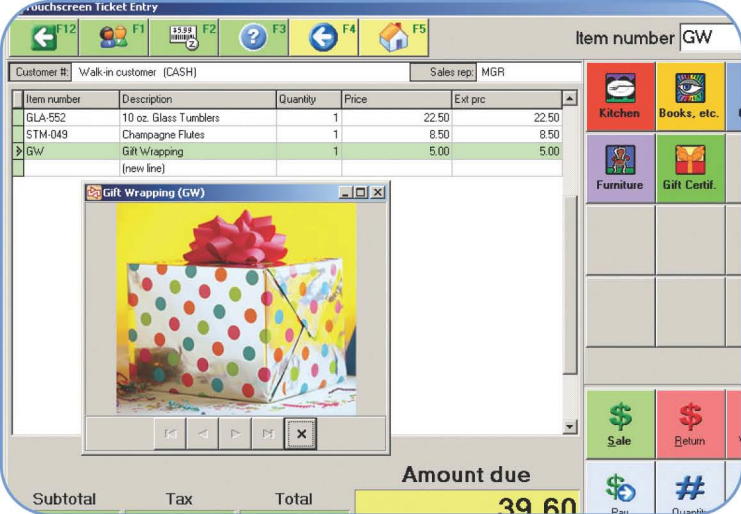 Touchscreen Ticket Entry
F12 F1 $5.99 F2 F3 F4 F5
Item number GW
Customer #: Walk-in customer (CASH) Sales rep: MGR
Item number Description Quantity Price Ext prc
GLA-552 10 oz. Glass Tumblers 1 22.50 22.50
STM-049 Champagne Flutes 1 8.50 8.50
GW Gift Wrapping 1 5.00 5.00
(new line)
Gift Wrapping (GW)
Kitchen Books, etc.
Furniture Gift Certif.
Sale Return
Amount due
Subtotal Tax Total
39.60
Pay Quantity